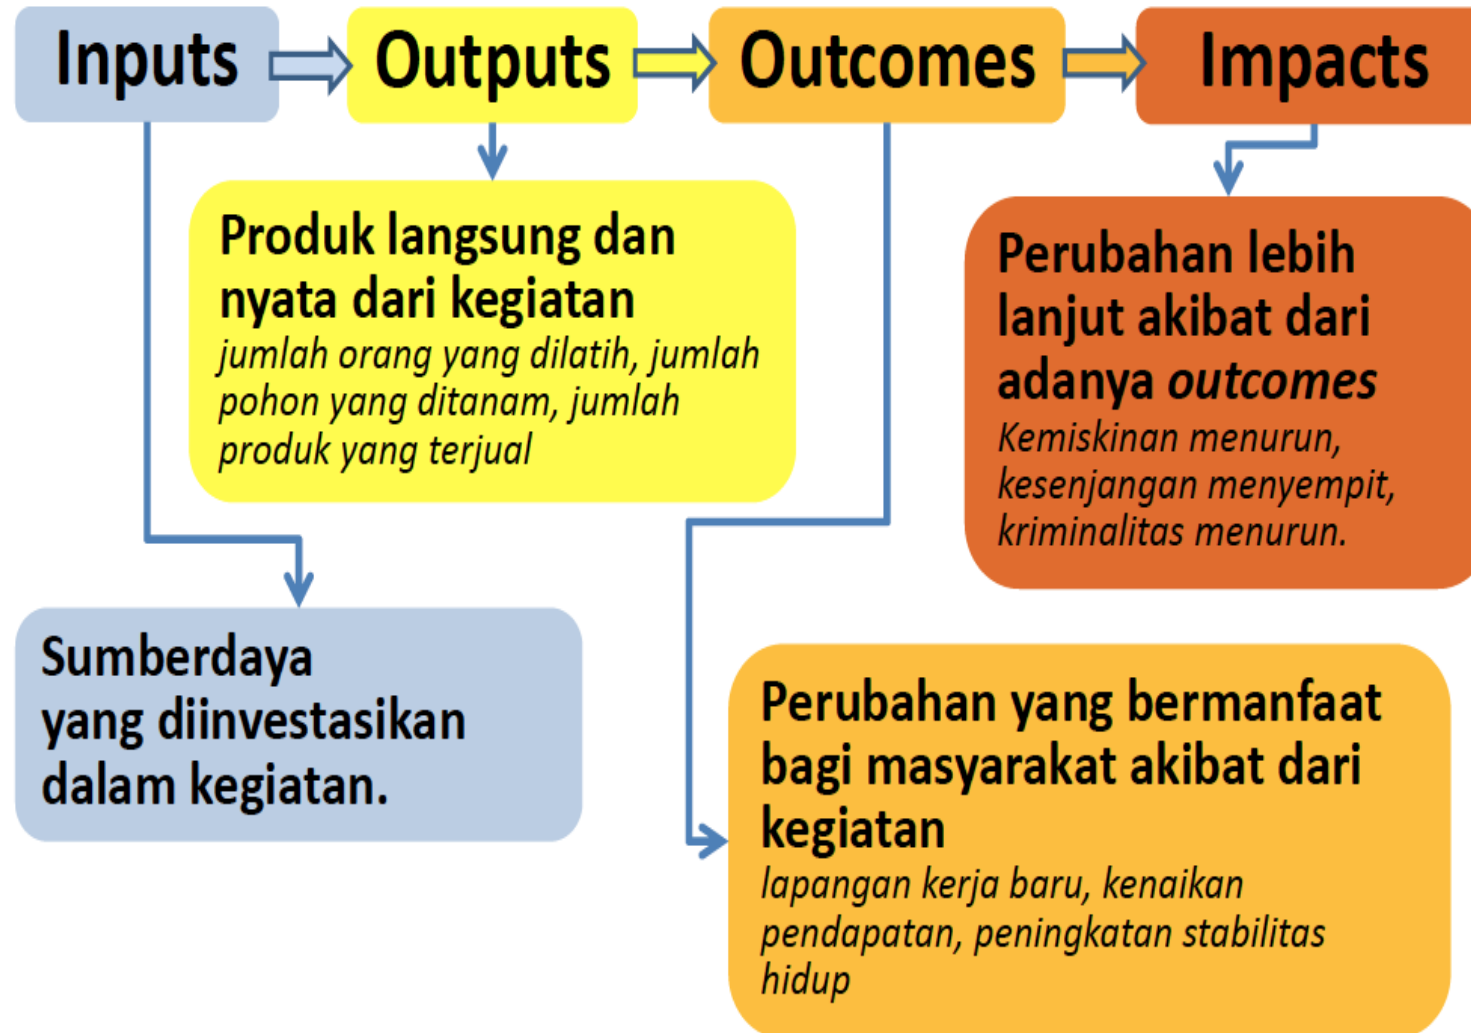 Inputs
Outputs
Outcomes
Impacts
Produk langsung dan
nyata dari kegiatan
jumlah orang yang dilatih, jumlah
pohon yang ditanam, jumlah
produk yang terjual
Perubahan lebih
lanjut akibat dari
adanya outcomes
Kemiskinan menurun,
kesenjangan menyempit,
kriminalitas menurun.
Sumberdaya
yang diinvestasikan
dalam kegiatan.
Perubahan yang bermanfaat
bagi masyarakat akibat dari
kegiatan
lapangan kerja baru, kenaikan
pendapatan, peningkatan stabilitas
hidup